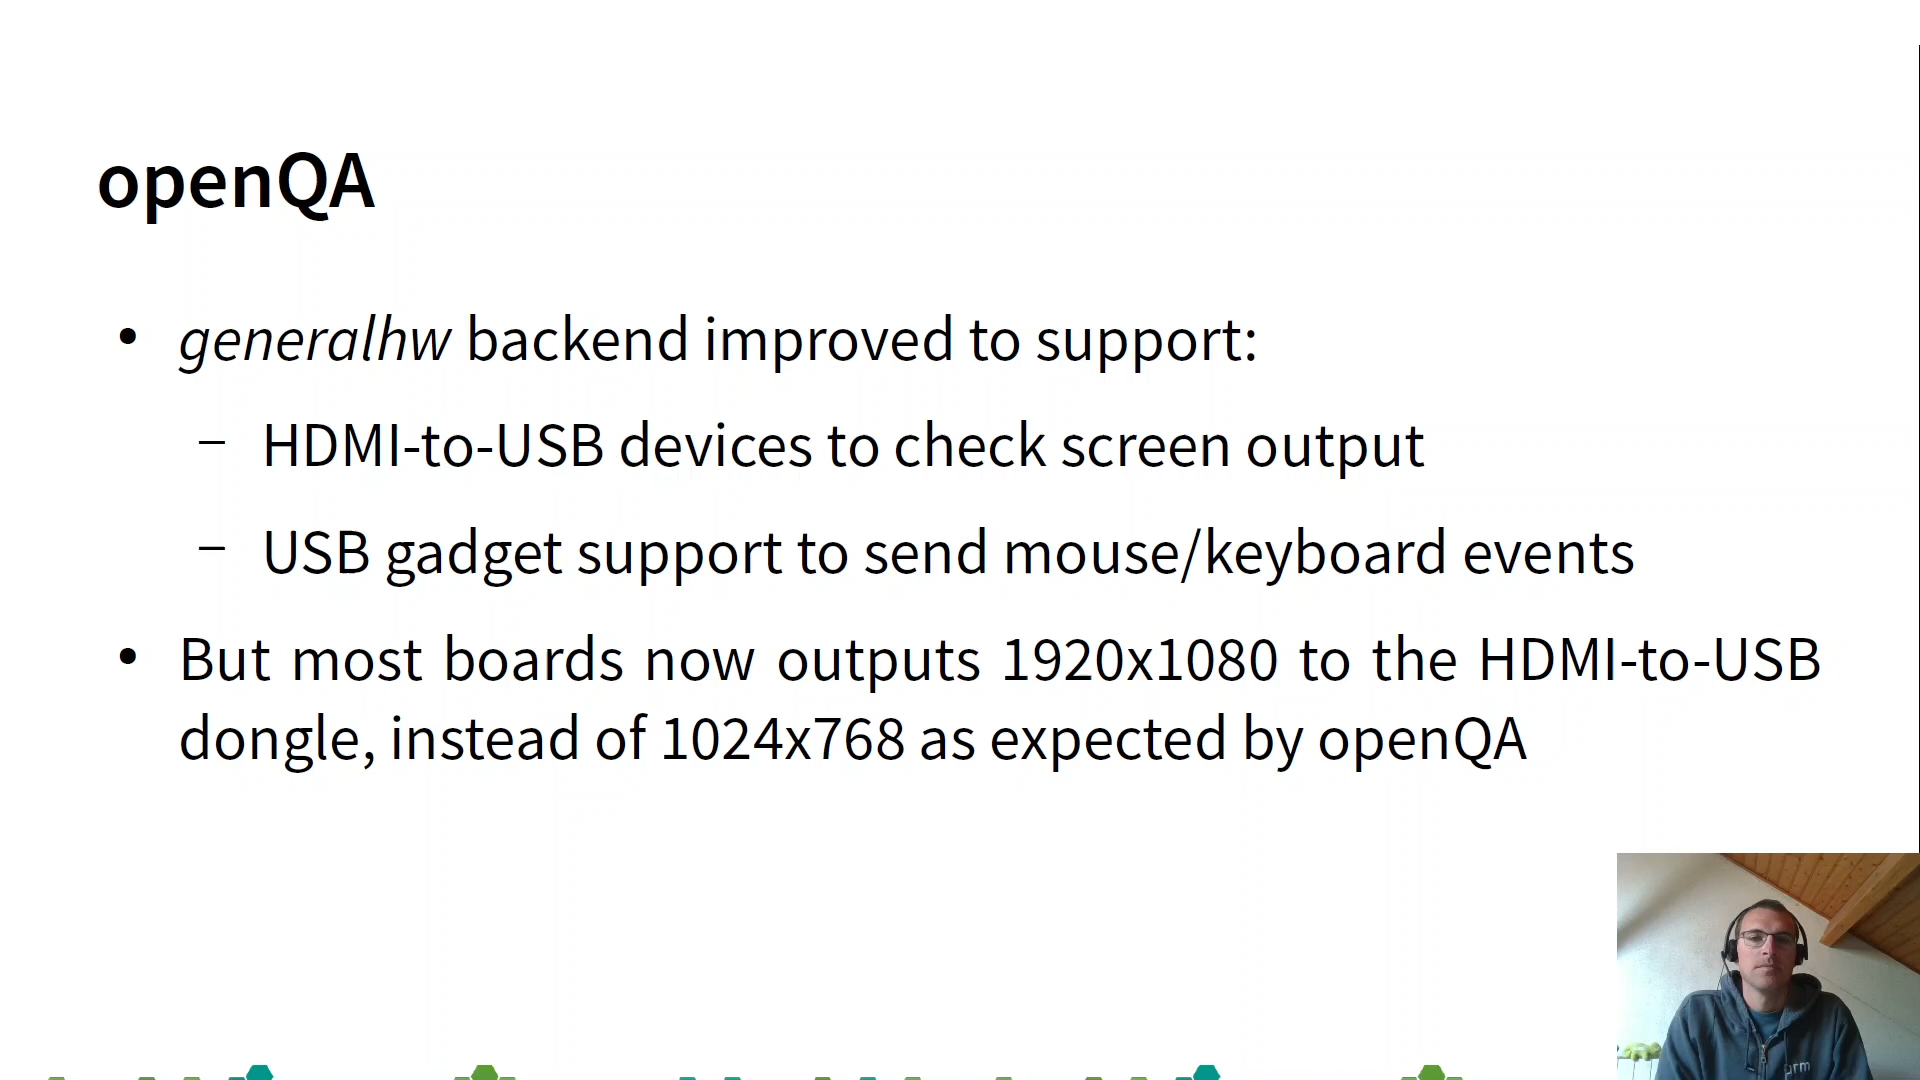 openQA
• generalhw backend improved to support:
– HDMI-to-USB devices to check screen output
– USB gadget support to send mouse/keyboard events
• But most boards now outputs 1920x1080 to the HDMI-to-USB
dongle, instead of 1024x768 as expected by openQA
arm